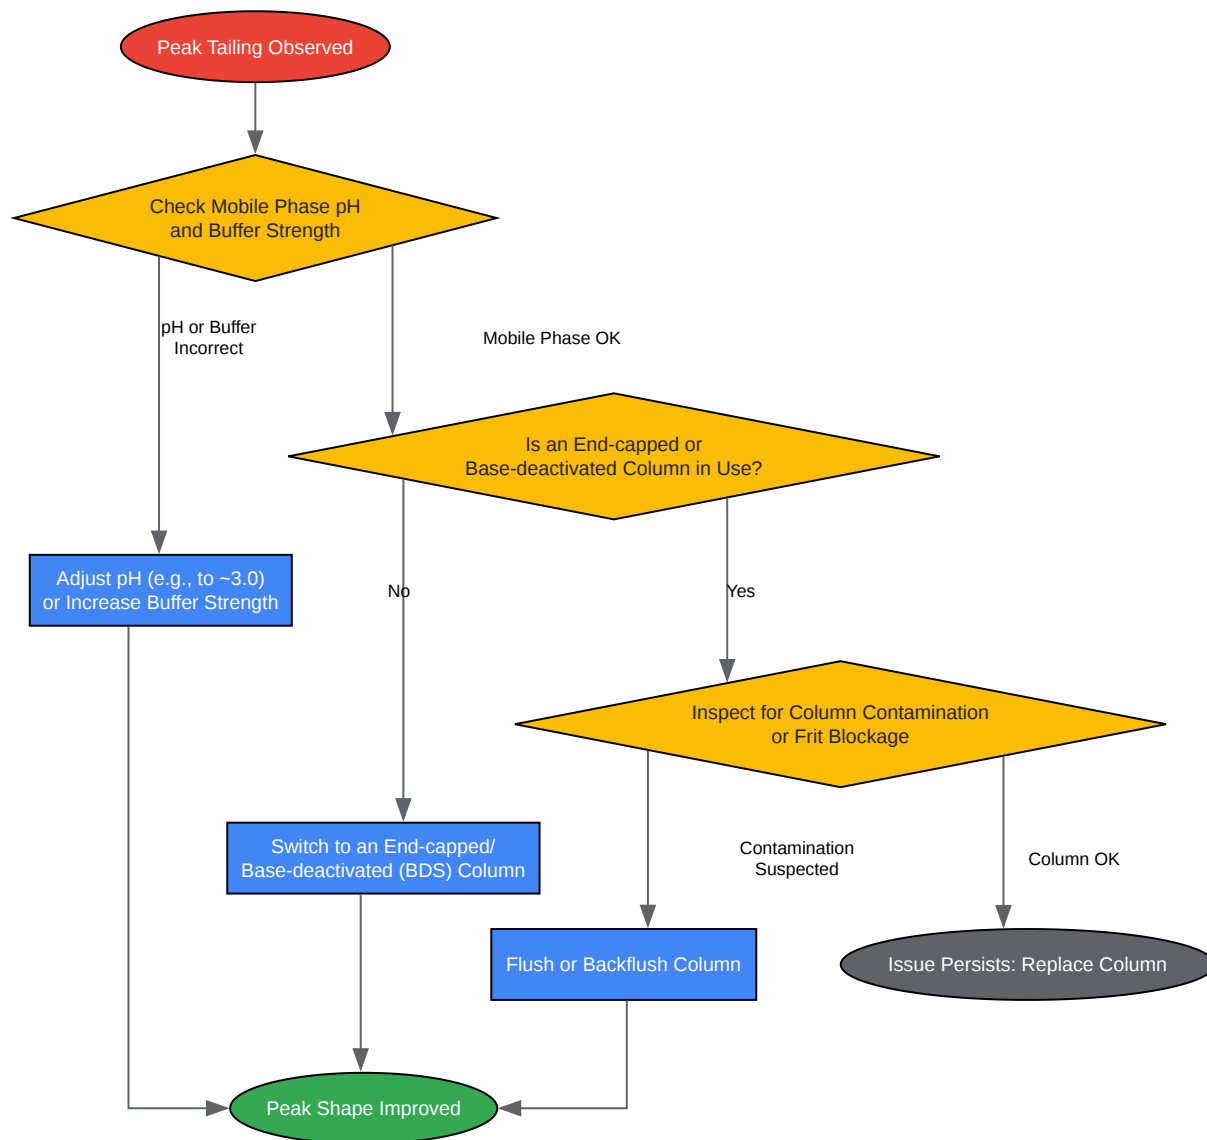 Peak Tailing Observed
Check Mobile Phase pH
and Buffer Strength
pH or Buffer
Incorrect
Mobile Phase OK
Is an End-capped or
Base-deactivated Column in Use?
Adjust pH (e.g., to ~3.0)
or Increase Buffer Strength
No
Yes
Inspect for Column Contamination
or Frit Blockage
Switch to an End-capped/
Base-deactivated (BDS) Column
Contamination
Suspected
Column OK
Flush or Backflush Column
Issue Persists: Replace Column
Peak Shape Improved